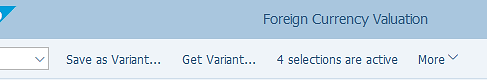 Foreign Currency Valuation
Save as Variant... Get Variant... 4 selections are active More